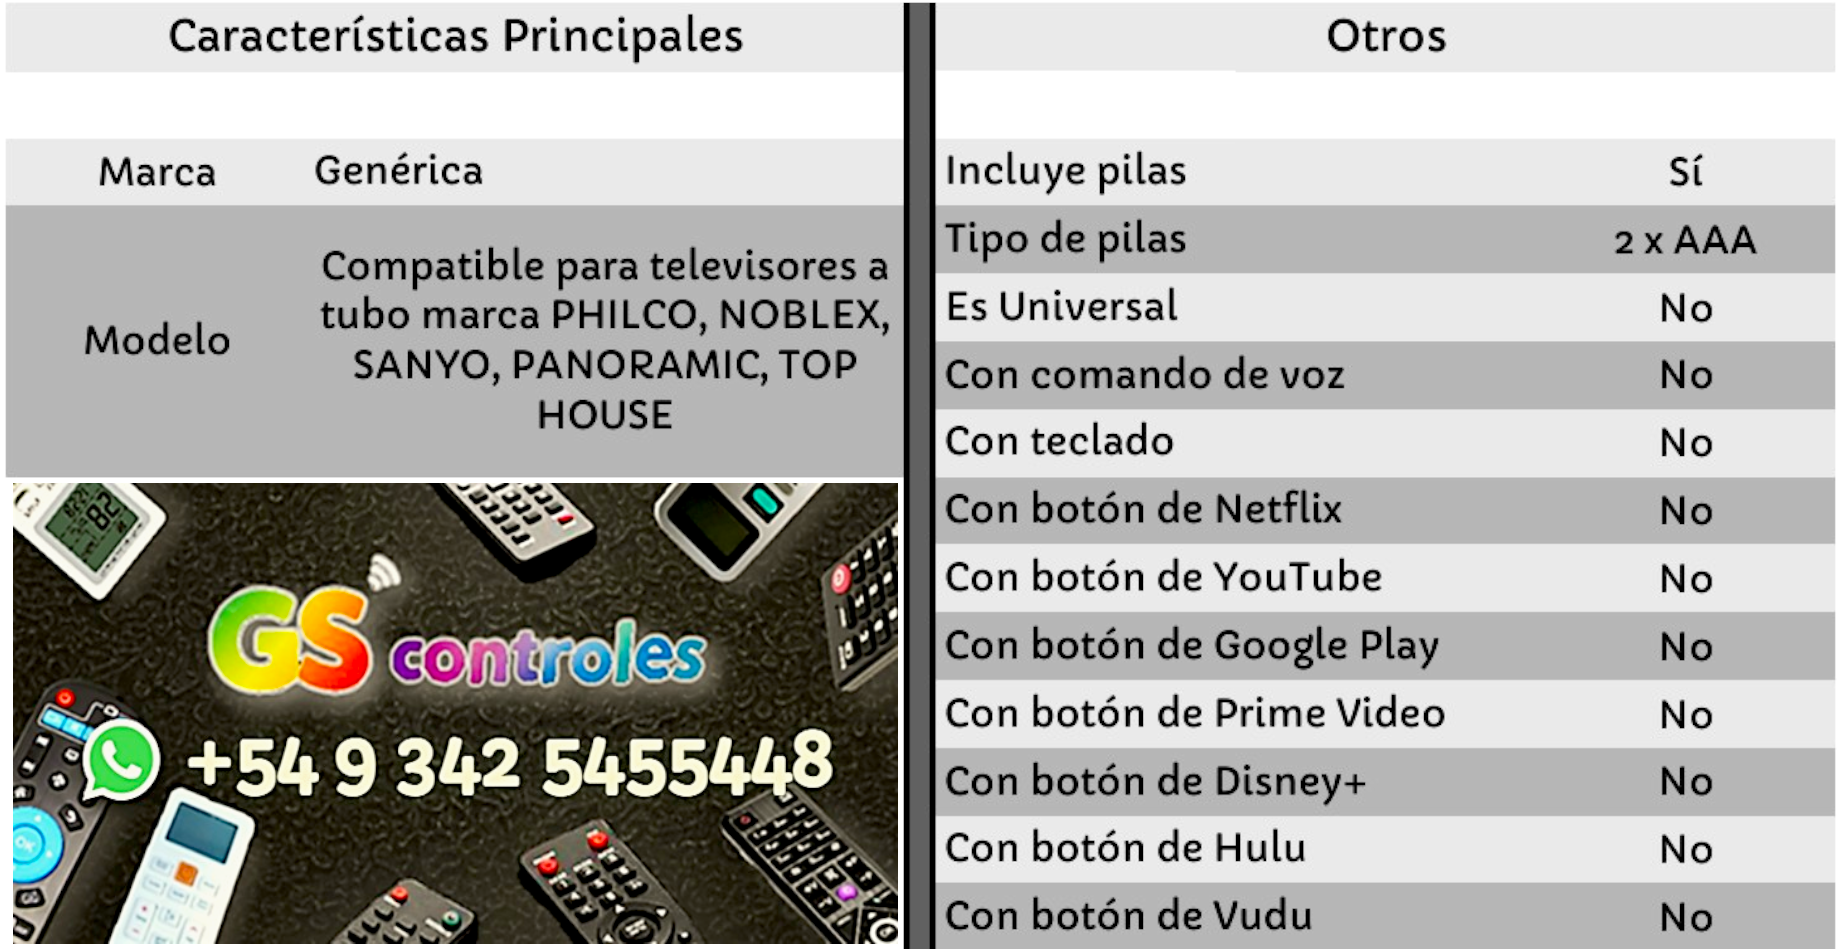 Características Principales
Marca Genérica
Modelo
Compatible para televisores a
tubo marca PHILCO, NOBLEX,
SANYO, PANORAMIC, TOP
HOUSE
GS controles
+54 9 342 5455448
Otros
Incluye pilas Sí
Tipo de pilas 2 x AAA
Es Universal No
Con comando de voz No
Con teclado No
Con botón de Netflix No
Con botón de YouTube No
Con botón de Google Play No
Con botón de Prime Video No
Con botón de Disney+ No
Con botón de Hulu No
Con botón de Vudu No